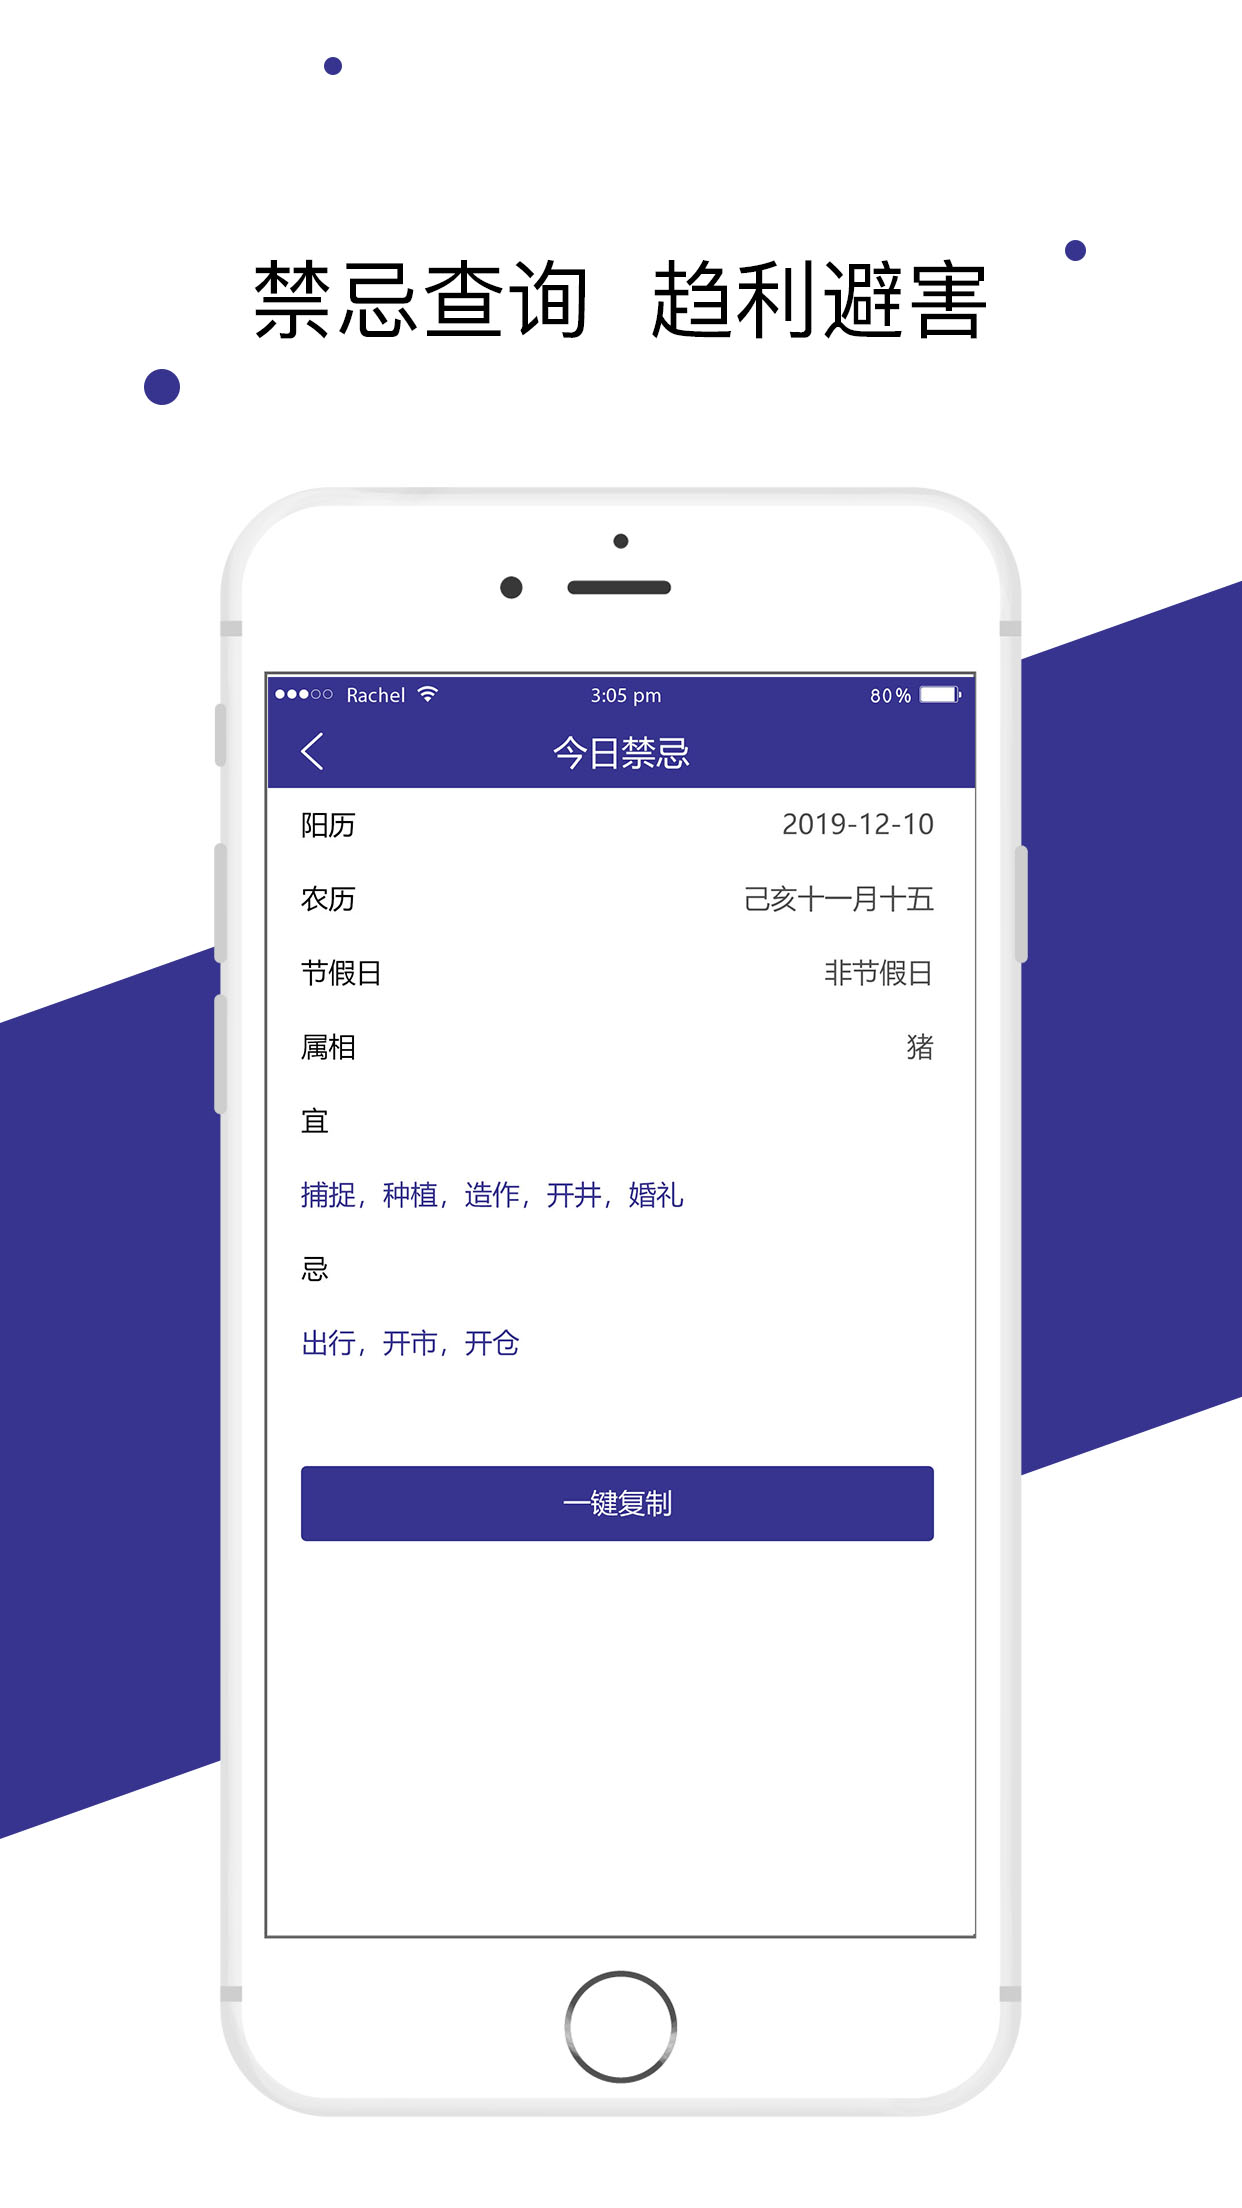 禁忌查询 趋利避害
Rachel 3:05 pm 80%
今日禁忌
阳历 2019-12-10
农历 己亥十一月十五
节假日 非节假日
属相 猪
宜
捕捉，种植，造作，开井，婚礼
忌
出行，开市，开仓
一键复制